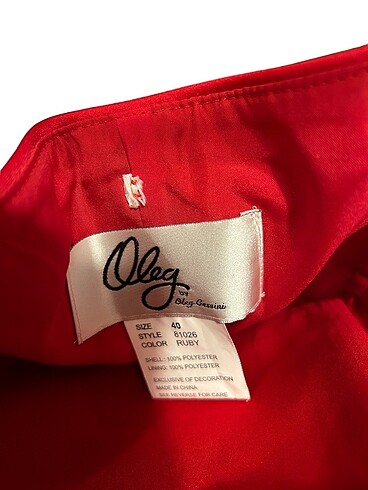 Oleg
BY
Oleg Cassini
SIZE 40
STYLE 81026
COLOR RUBY
SHELL: 100% POLYESTER
LINING: 100% POLYESTER
EXCLUSIVE OF DECORATION
MADE IN CHINA
SEE REVERSE FOR CARE